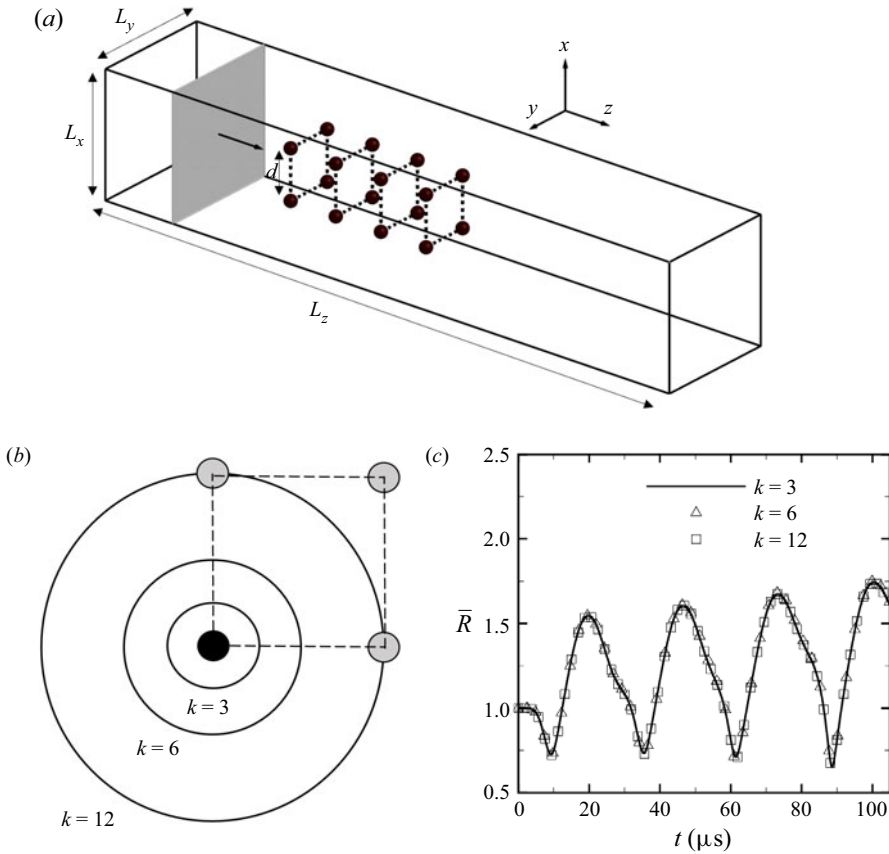 (a)
L_y
x
y
z
L_x
d
L_z
(b)
k = 3
k = 6
k = 12
(c)
2.5
2.0
R̅
1.5
1.0
0.5
k = 3
k = 6
k = 12
0 20 40 60 80 100
t (μs)